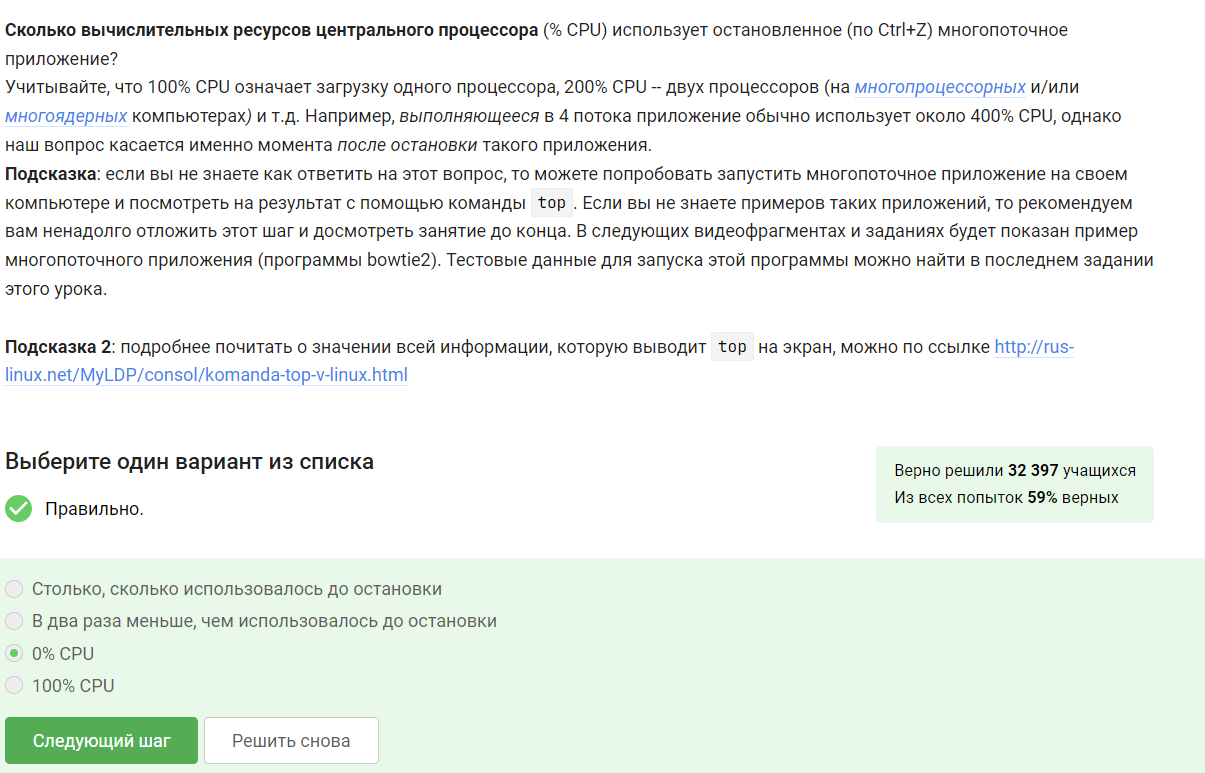 Сколько вычислительных ресурсов центрального процессора (% CPU) использует остановленное (по Ctrl+Z) многопоточное
приложение?
Учитывайте, что 100% CPU означает загрузку одного процессора, 200% CPU -- двух процессоров (на многопроцессорных и/или
многоядерных компьютерах) и т.д. Например, выполняющееся в 4 потока приложение обычно использует около 400% CPU, однако
наш вопрос касается именно момента после остановки такого приложения.
Подсказка: если вы не знаете как ответить на этот вопрос, то можете попробовать запустить многопоточное приложение на своем
компьютере и посмотреть на результат с помощью команды top. Если вы не знаете примеров таких приложений, то рекомендуем
вам ненадолго отложить этот шаг и досмотреть занятие до конца. В следующих видеофрагментах и заданиях будет показан пример
многопоточного приложения (программы bowtie2). Тестовые данные для запуска этой программы можно найти в последнем задании
этого урока.
Подсказка 2: подробнее почитать о значении всей информации, которую выводит top на экран, можно по ссылке http://rus-
linux.net/MyLDP/consol/komanda-top-v-linux.html
Выберите один вариант из списка
Верно решили 32 397 учащихся
Из всех попыток 59% верных
Правильно.
Столько, сколько использовалось до остановки
В два раза меньше, чем использовалось до остановки
0% CPU
100% CPU
Следующий шаг
Решить снова